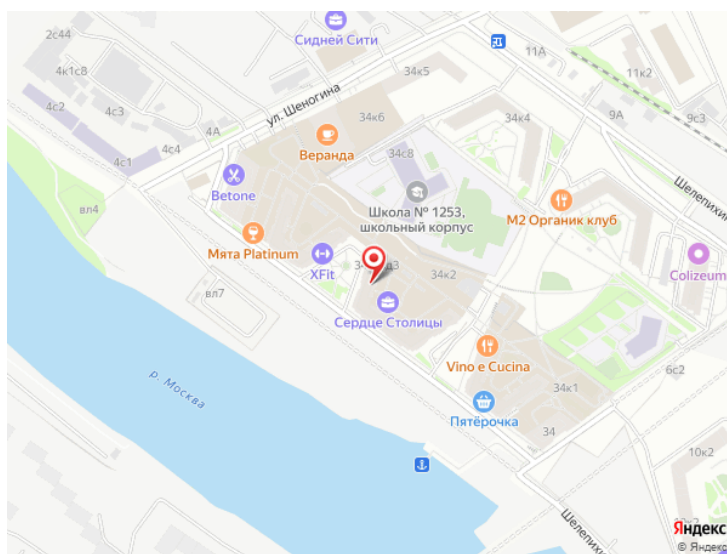 2с44
Сидней Сити
11А
11к2
4к1с8
4с2
4с3
ул. Шеногина
34к5
34к6
34к4
9А
9с3
4А
4с4
4с1
Веранда
34с8
Betone
Школа № 1253,
школьный корпус
М2 Органик клуб
вл4
Мята Platinum
XFit
34к2
Colizeum
вл7
Сердце Столицы
р. Москва
Vino e Cucina
6с2
34к1
Пятёрочка
34
10к2
Яндекс
© Яндекс